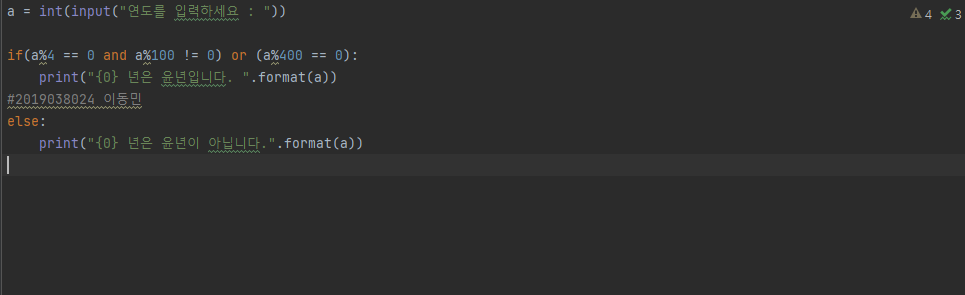 a = int(input("연도를 입력하세요 : "))
4 3
if(a%4 == 0 and a%100 != 0) or (a%400 == 0):
    print("{0} 년은 윤년입니다. ".format(a))
#2019038024 이동민
else:
    print("{0} 년은 윤년이 아닙니다.".format(a))